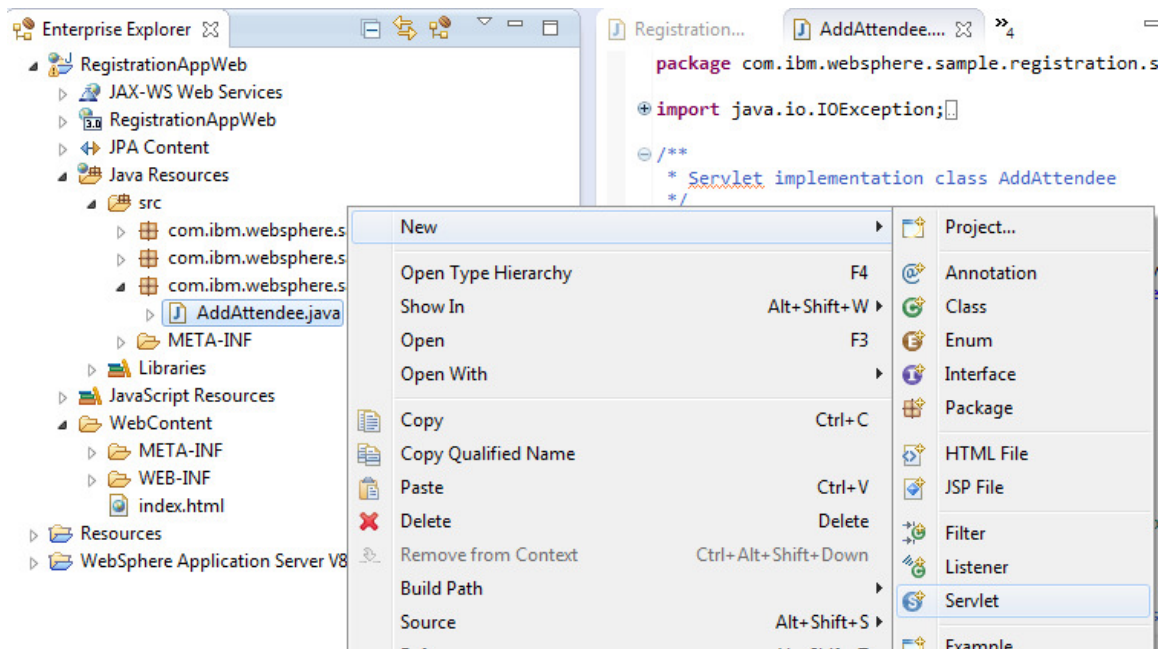 Enterprise Explorer
RegistrationAppWeb
JAX-WS Web Services
3.0 RegistrationAppWeb
JPA Content
Java Resources
src
com.ibm.websphere.s
com.ibm.websphere.s
com.ibm.websphere.s
AddAttendee.java
META-INF
Libraries
JavaScript Resources
WebContent
META-INF
WEB-INF
index.html
Resources
WebSphere Application Server V8
Registration...
AddAttendee....
»4
package com.ibm.websphere.sample.registration.s
import java.io.IOException;
/**
* Servlet implementation class AddAttendee
*/
New
Open Type Hierarchy F4
Show In Alt+Shift+W
Open F3
Open With
Copy Ctrl+C
Copy Qualified Name
Paste Ctrl+V
Delete Delete
Remove from Context Ctrl+Alt+Shift+Down
Build Path
Source Alt+Shift+S
Project...
Annotation
Class
Enum
Interface
Package
HTML File
JSP File
Filter
Listener
Servlet
Example